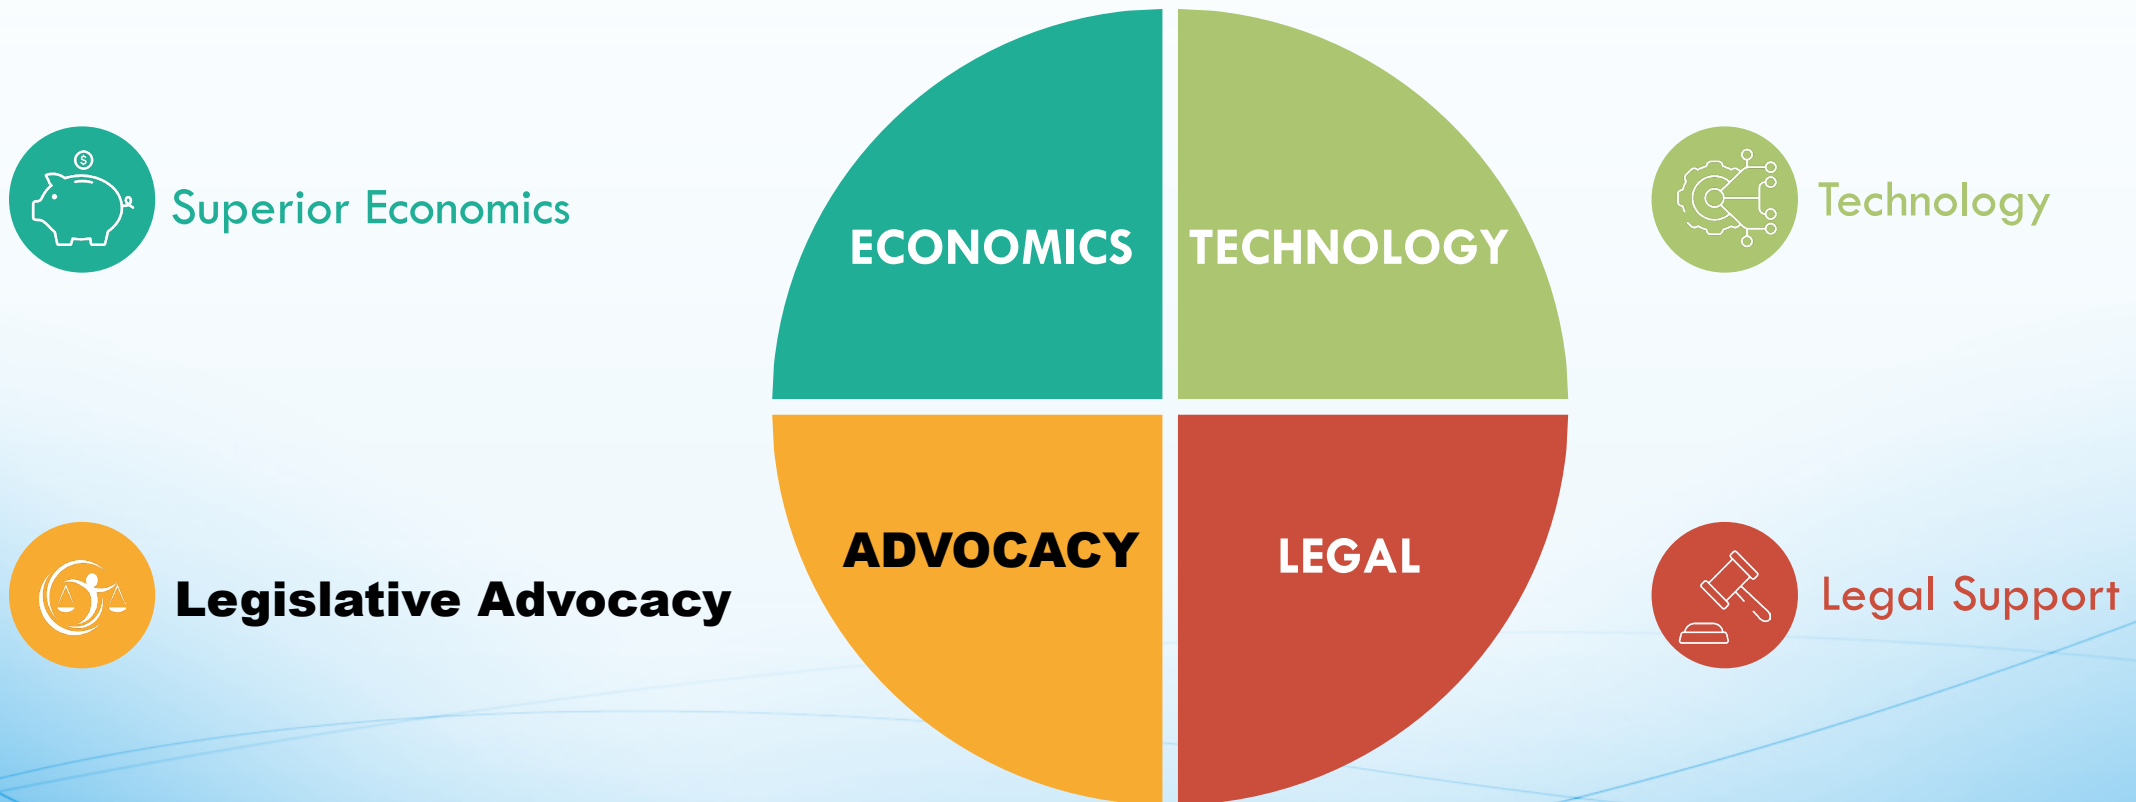 Superior Economics
ECONOMICS
TECHNOLOGY
Technology
Legislative Advocacy
ADVOCACY
LEGAL
Legal Support
$